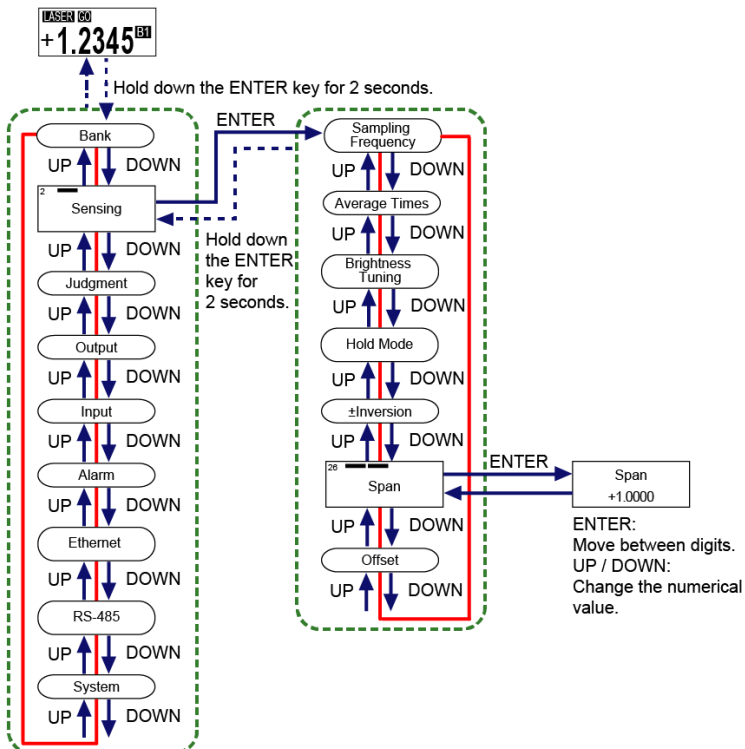 LASER GO
+1.2345 B1
Hold down the ENTER key for 2 seconds.
Bank
UP DOWN
2
Sensing
UP DOWN
Judgment
UP DOWN
Output
UP DOWN
Input
UP DOWN
Alarm
UP DOWN
Ethernet
UP DOWN
RS-485
UP DOWN
System
UP DOWN
ENTER
Hold down
the ENTER
key for
2 seconds.
Sampling
Frequency
UP DOWN
Average Times
UP DOWN
Brightness
Tuning
UP DOWN
Hold Mode
UP DOWN
±Inversion
UP DOWN
26
Span
UP DOWN
Offset
UP DOWN
ENTER
Span
+1.0000
ENTER:
Move between digits.
UP / DOWN:
Change the numerical
value.